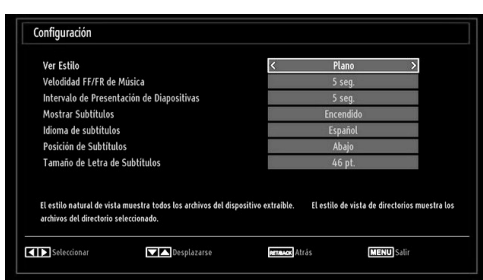 Configuración
Ver Estilo < Plano >
Velodidad FF/FR de Música 5 seg.
Intervalo de Presentación de Diapositivas 5 seg.
Mostrar Subtítulos Encendido
Idioma de subtítulos Español
Posición de Subtítulos Abajo
Tamaño de Letra de Subtítulos 46 pt.
El estilo natural de vista muestra todos los archivos del dispositivo extraíble. El estilo de vista de directorios muestra los
archivos del directorio seleccionado.
Seleccionar Desplazarse RET/BACK Atrás MENU Salir